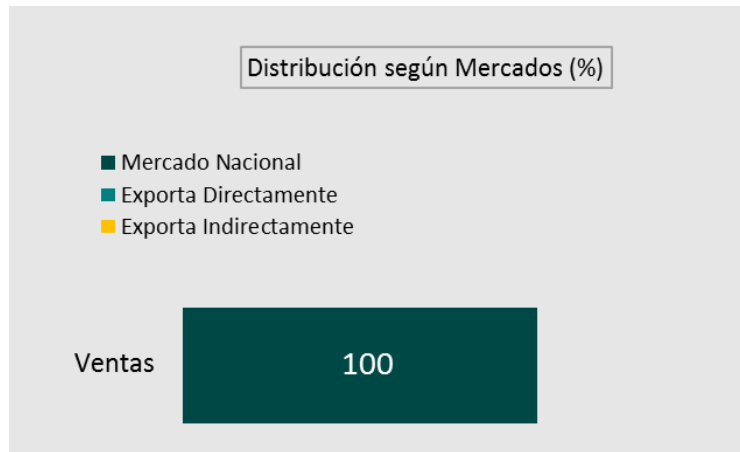 Distribución según Mercados (%)
Mercado Nacional
Exporta Directamente
Exporta Indirectamente
Ventas 100